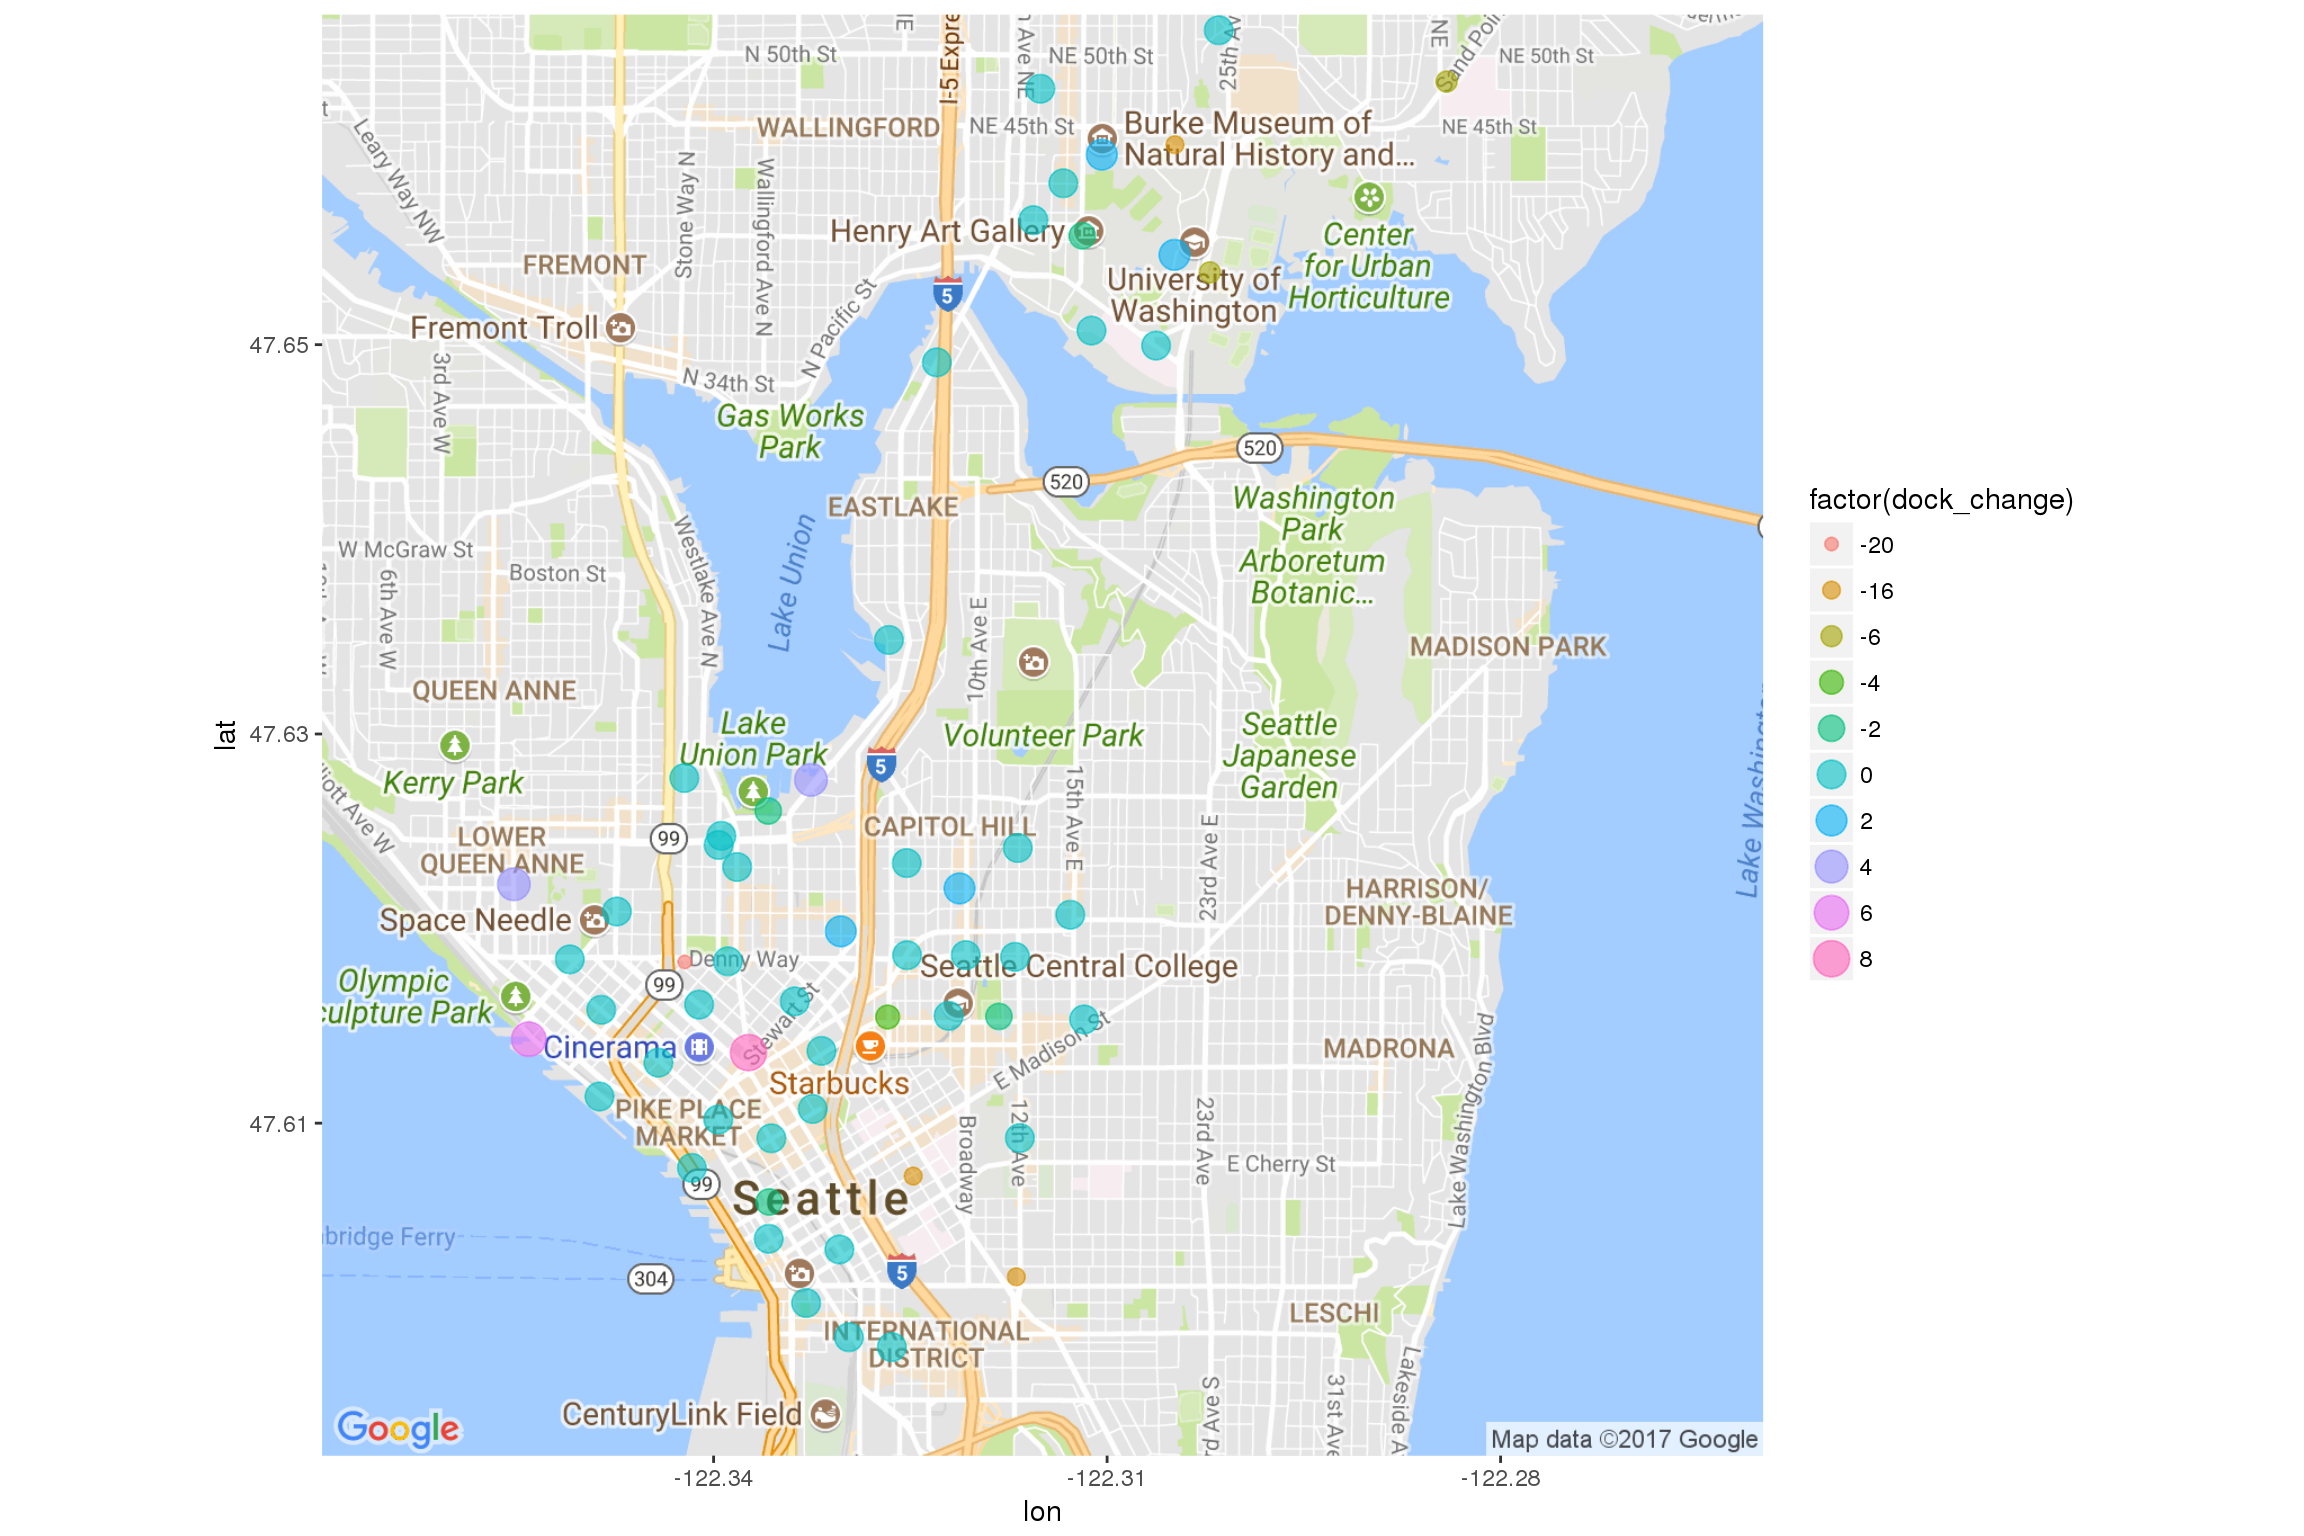 N 50th St
I-5 Expre
Ave NE
NE 50th St
25th Av
NE
Sand Poin
NE 50th St
Leary Way NW
WALLINGFORD
NE 45th St
Burke Museum of
Natural History and...
NE 45th St
Stone Way N
Wallingford Ave N
Henry Art Gallery
Center
for Urban
Horticulture
FREMONT
5
University of
Washington
Fremont Troll
N Pacific St
47.65
3rd Ave W
N 34th St
Gas Works
Park
520
520
EASTLAKE
Washington
Park
Arboretum
Botanic...
factor(dock_change)
-20
-16
-6
-4
-2
0
2
4
6
8
W McGraw St
Boston St
6th Ave W
Westlake Ave N
Lake Union
10th Ave E
MADISON PARK
QUEEN ANNE
Lake
Union Park
Volunteer Park
Seattle
Japanese
Garden
lat
47.63
5
Kerry Park
15th Ave E
Lake Washington
liott Ave W
LOWER
QUEEN ANNE
99
CAPITOL HILL
23rd Ave E
HARRISON/
DENNY-BLAINE
Space Needle
Denny Way
Seattle Central College
Olympic
culpture Park
99
Stewart St
Cinerama
Starbucks
E Madison St
MADRONA
Lake Washington Blvd
47.61
PIKE PLACE
MARKET
Broadway
12th Ave
23rd Ave
E Cherry St
99
Seattle
nbridge Ferry
304
5
LESCHI
INTERNATIONAL
DISTRICT
CenturyLink Field
S
Ave S
31st Ave
Lakeside A
Google
Map data ©2017 Google
-122.34
-122.31
-122.28
lon